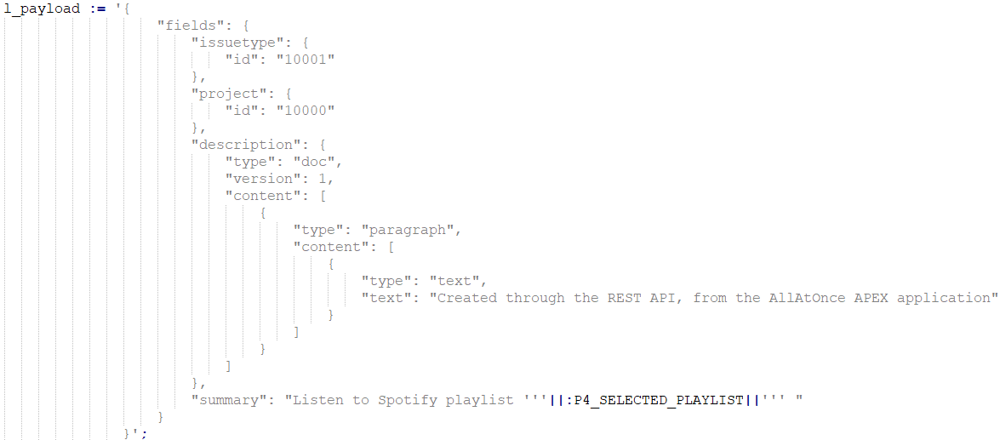 l_payload := '{
"fields": {
"issuetype": {
"id": "10001"
},
"project": {
"id": "10000"
},
"description": {
"type": "doc",
"version": 1,
"content": [
{
"type": "paragraph",
"content": [
{
"type": "text",
"text": "Created through the REST API, from the AllAtOnce APEX application"
}
]
}
]
},
"summary": "Listen to Spotify playlist '''||:P4_SELECTED_PLAYLIST||''' "
}
}';